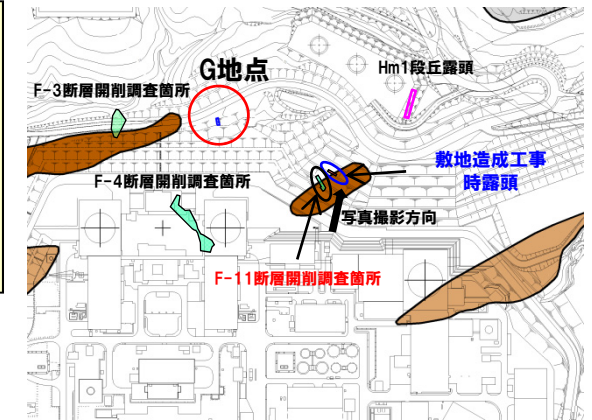 G地点
Hm1段丘露頭
F-3断層開削調査箇所
敷地造成工事
時露頭
F-4断層開削調査箇所
写真撮影方向
F-11断層開削調査箇所